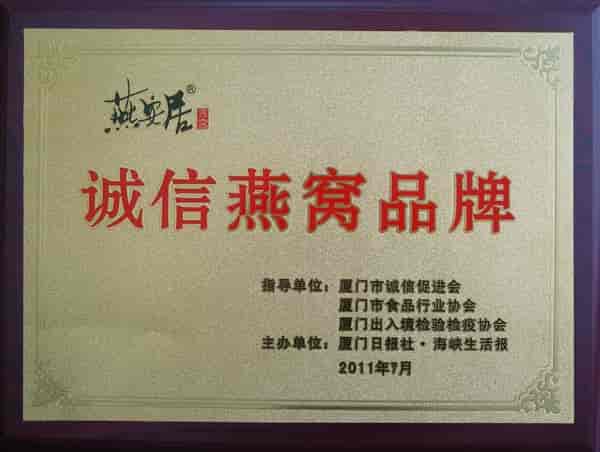 燕安居®
诚信燕窝品牌
指导单位：厦门市诚信促进会
厦门市食品行业协会
厦门出入境检验检疫协会
主办单位：厦门日报社·海峡生活报
2011年7月